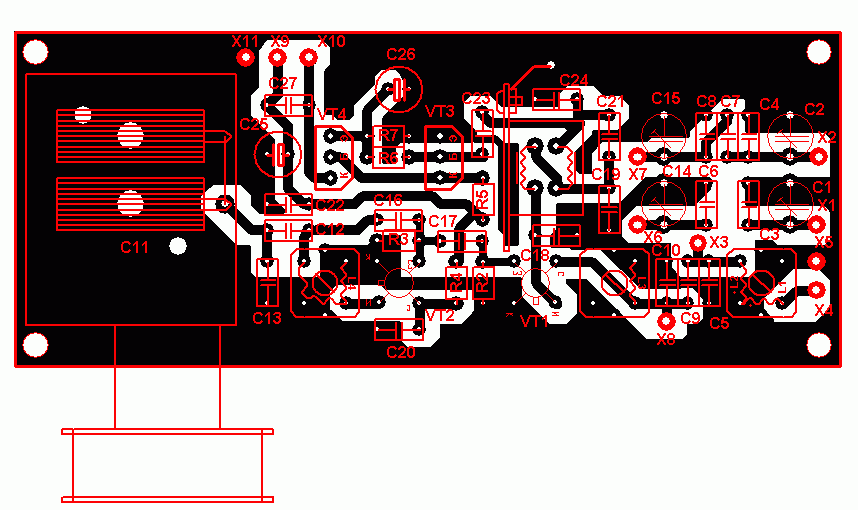 X11 X9 X10
C26
C27
C24
VT4
VT3
C23
C21
C15
C8 C7
C4
C2
C25
R7
R6
X2
X7
Э
Б
К
Э
Б
К
C19
C14
C6
C1
C22
R5
X1
C16
C12
C11
R3
C17
C18
X6
X3
C3
X5
C10
R4
R2
L1
C13
VT2
VT1
C9
C5
X4
C20
X8